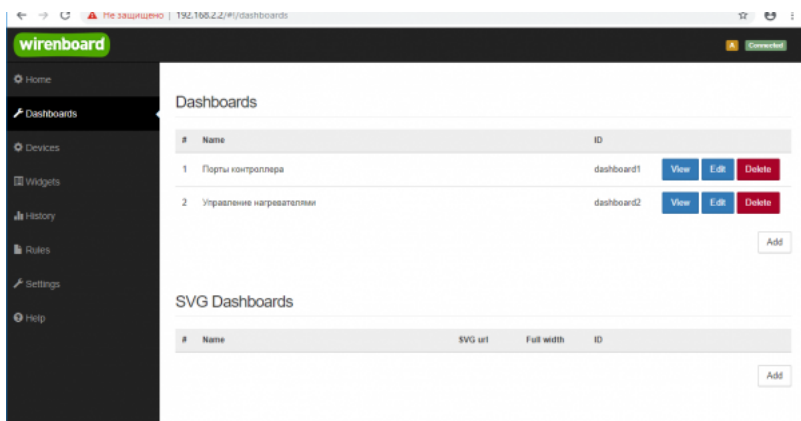 Не защищено | 192.168.2.2/#!/dashboards
wirenboard
A Connected
Home
Dashboards
Devices
Widgets
History
Rules
Settings
Help
Dashboards
# Name ID
1 Порты контроллера dashboard1 View Edit Delete
2 Управление нагревателями dashboard2 View Edit Delete
Add
SVG Dashboards
# Name SVG url Full width ID
Add